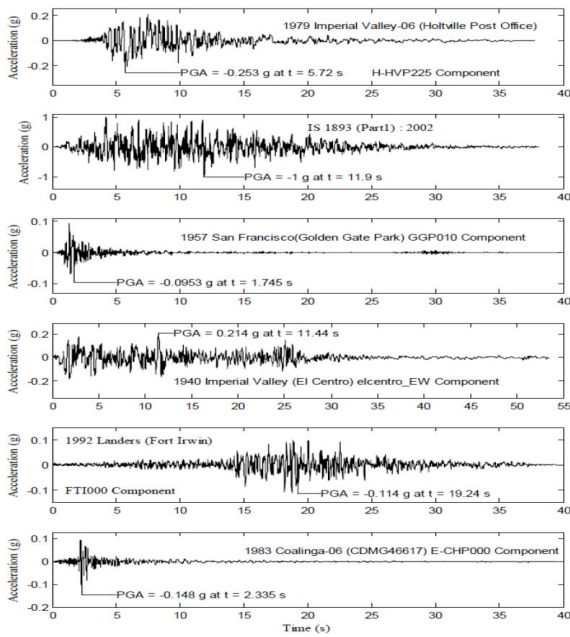 Acceleration (g)
0.2
0
-0.2
1979 Imperial Valley-06 (Holtville Post Office)
PGA = -0.253 g at t = 5.72 s H-HVP225 Component
0 5 10 15 20 25 30 35 40
Acceleration (g)
1
0
-1
IS 1893 (Part1) : 2002
PGA = -1 g at t = 11.9 s
0 5 10 15 20 25 30 35 40
Acceleration (g)
0.1
0
-0.1
1957 San Francisco(Golden Gate Park) GGP010 Component
PGA = -0.0953 g at t = 1.745 s
0 5 10 15 20 25 30 35 40
Acceleration (g)
0.2
0
-0.2
PGA = 0.214 g at t = 11.44 s
1940 Imperial Valley (El Centro) elcentro_EW Component
0 5 10 15 20 25 30 35 40 45 50 55
Acceleration (g)
0.1
0
-0.1
1992 Landers (Fort Irwin)
FTI000 Component
PGA = -0.114 g at t = 19.24 s
0 5 10 15 20 25 30 35 40
Acceleration (g)
0.1
0
-0.1
-0.2
1983 Coalinga-06 (CDMG46617) E-CHP000 Component
PGA = -0.148 g at t = 2.335 s
0 5 10 15 20 25 30 35 40
Time (s)